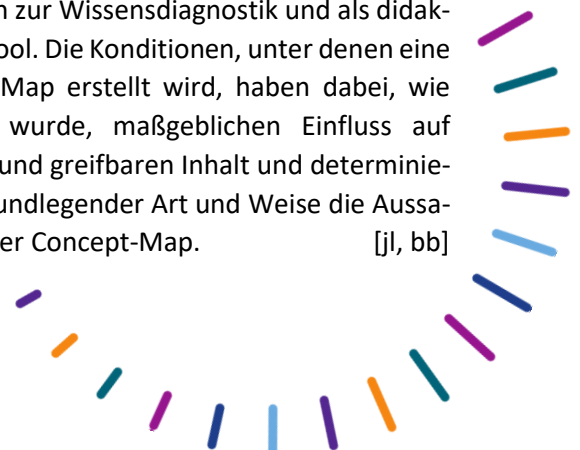 zur Wissensdiagnostik und als didak-
ool. Die Konditionen, unter denen eine
Map erstellt wird, haben dabei, wie
wurde, maßgeblichen Einfluss auf
und greifbaren Inhalt und determinie-
undlegender Art und Weise die Aussa-
er Concept-Map. [jl, bb]